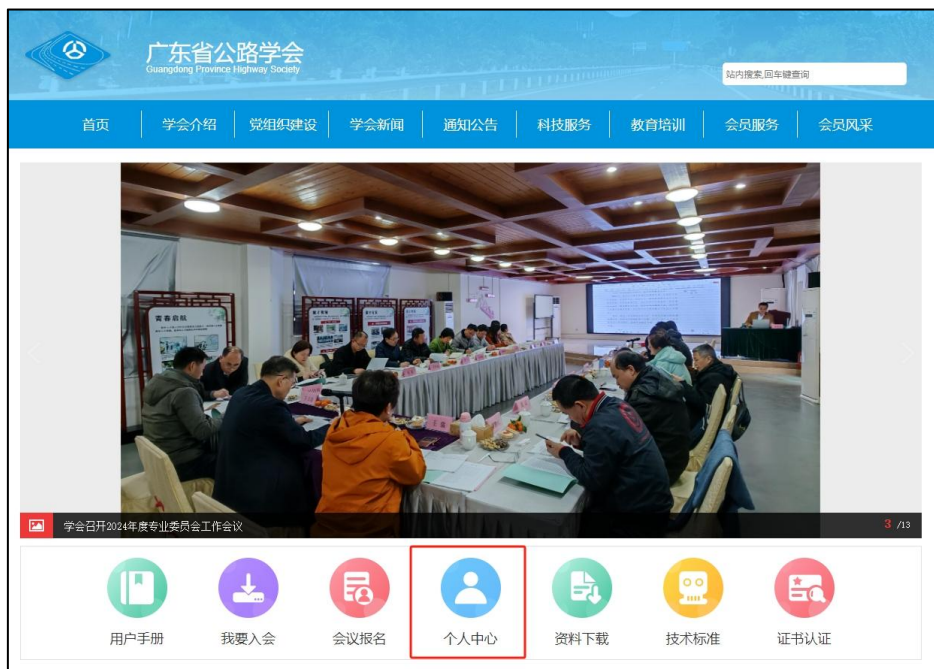 广东省公路学会
Guangdong Province Highway Society
站内搜索,回车键查询
首页 学会介绍 党组织建设 学会新闻 通知公告 科技服务 教育培训 会员服务 会员风采
青春启航
学会召开2024年度专业委员会工作会议
3 /13
用户手册 我要入会 会议报名 个人中心 资料下载 技术标准 证书认证